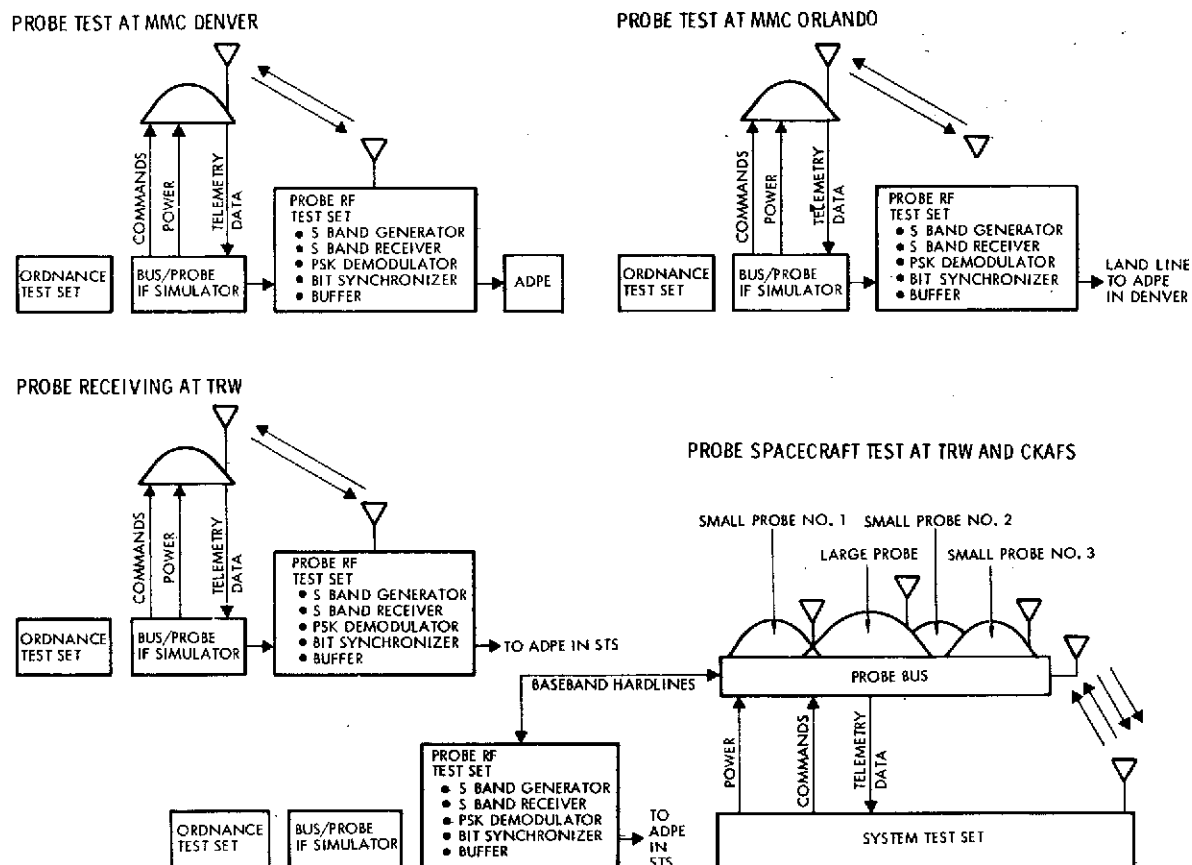 PROBE TEST AT MMC DENVER
COMMANDS
POWER
TELEMETRY
DATA
ORDNANCE
TEST SET
BUS/PROBE
IF SIMULATOR
PROBE RF
TEST SET
● S BAND GENERATOR
● S BAND RECEIVER
● PSK DEMODULATOR
● BIT SYNCHRONIZER
● BUFFER
ADPE
PROBE TEST AT MMC ORLANDO
COMMANDS
POWER
TELEMETRY
DATA
ORDNANCE
TEST SET
BUS/PROBE
IF SIMULATOR
PROBE RF
TEST SET
● S BAND GENERATOR
● S BAND RECEIVER
● PSK DEMODULATOR
● BIT SYNCHRONIZER
● BUFFER
LAND LINE
TO ADPE
IN DENVER
PROBE RECEIVING AT TRW
COMMANDS
POWER
TELEMETRY
DATA
ORDNANCE
TEST SET
BUS/PROBE
IF SIMULATOR
PROBE RF
TEST SET
● S BAND GENERATOR
● S BAND RECEIVER
● PSK DEMODULATOR
● BIT SYNCHRONIZER
● BUFFER
TO ADPE IN STS
PROBE SPACECRAFT TEST AT TRW AND CKAFS
SMALL PROBE NO. 1
SMALL PROBE NO. 2
LARGE PROBE
SMALL PROBE NO. 3
PROBE BUS
BASEBAND HARDLINES
POWER
COMMANDS
TELEMETRY
DATA
SYSTEM TEST SET
ORDNANCE
TEST SET
BUS/PROBE
IF SIMULATOR
PROBE RF
TEST SET
● S BAND GENERATOR
● S BAND RECEIVER
● PSK DEMODULATOR
● BIT SYNCHRONIZER
● BUFFER
TO
ADPE
IN
STS